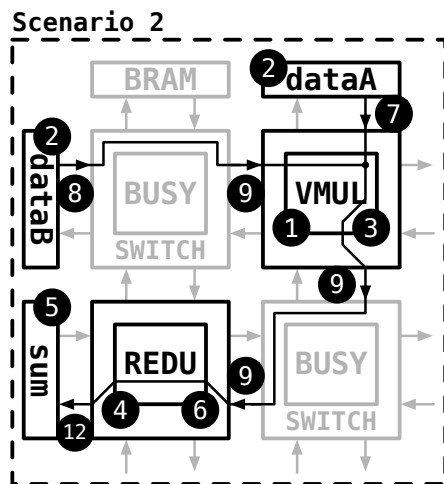 Scenario 2
BRAM
2 dataA
7
2
dataB
8
BUSY
SWITCH
9
VMUL
1
3
9
5
sum
12
REDU
4
6
9
BUSY
SWITCH